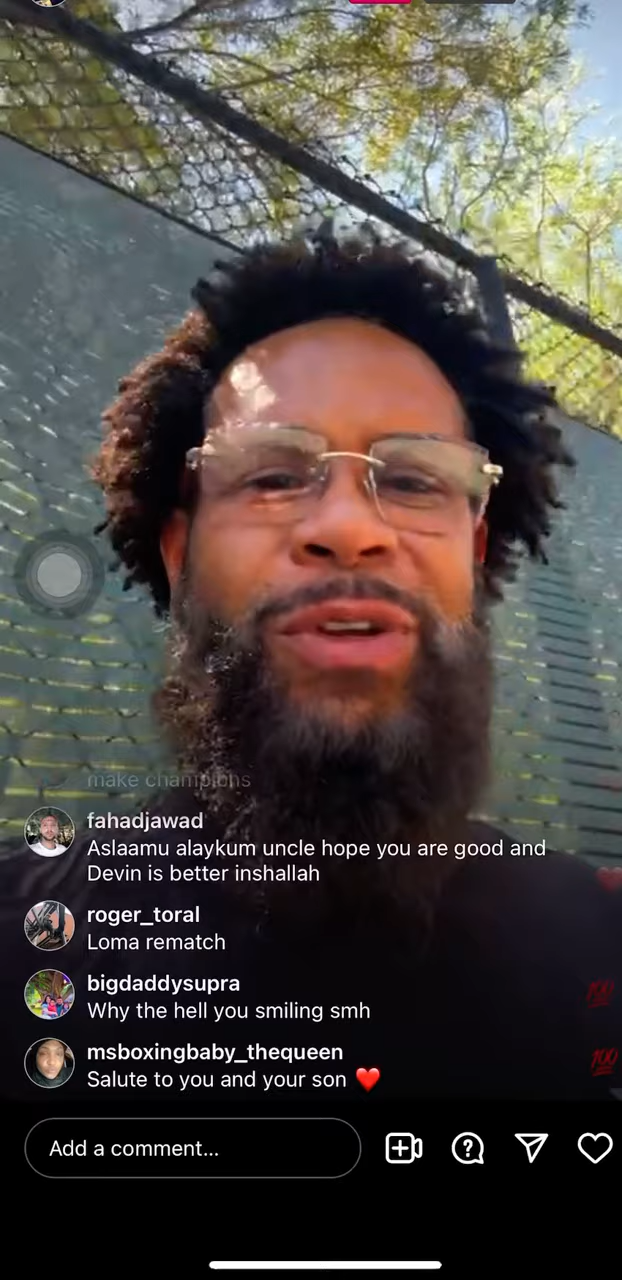 make champions
fahadjawad
Aslaamu alaykum uncle hope you are good and
Devin is better inshallah
roger_toral
Loma rematch
bigdaddysupra
Why the hell you smiling smh
msboxingbaby_thequeen
Salute to you and your son ❤️
Add a comment...